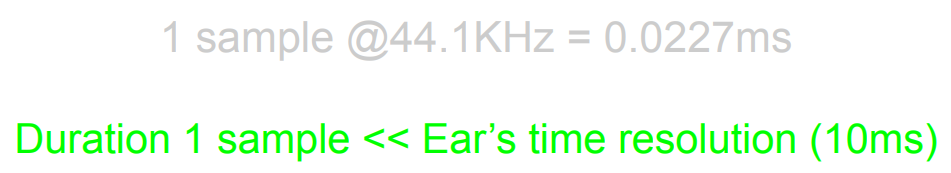 1 sample @44.1KHz = 0.0227ms
Duration 1 sample << Ear's time resolution (10ms)